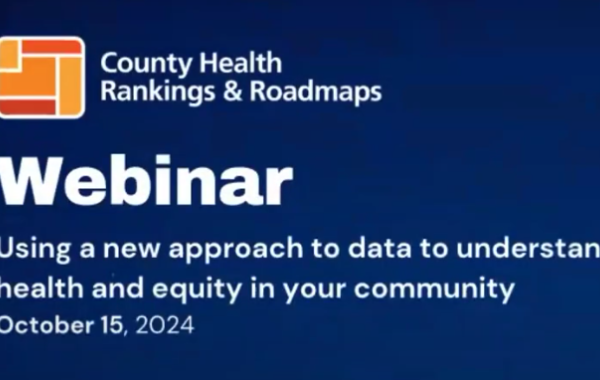 County Health
Rankings & Roadmaps
Webinar
Using a new approach to data to understan
health and equity in your community
October 15, 2024